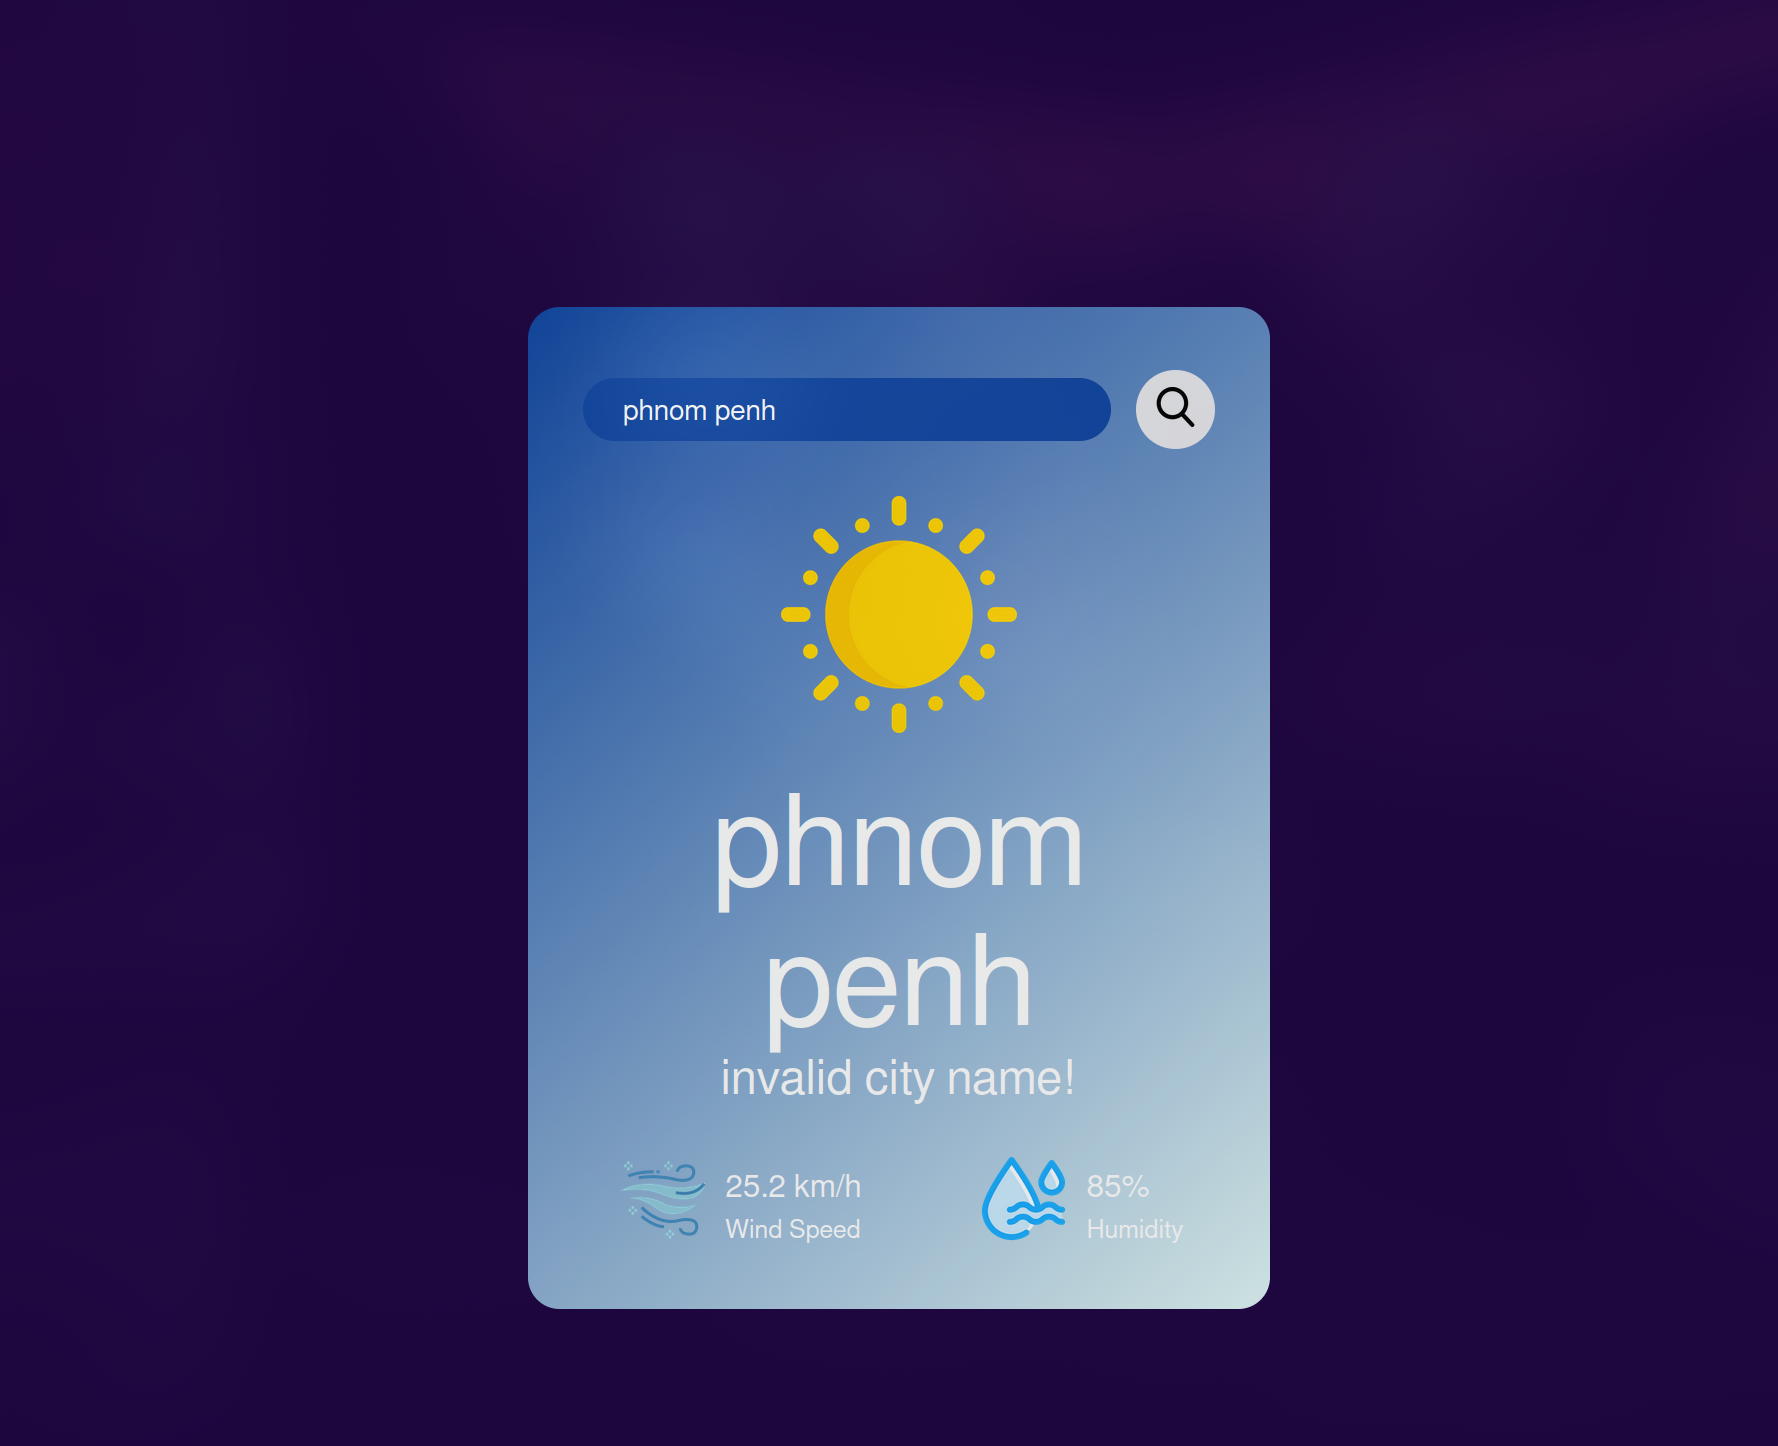 phnom penh
phnom
penh
invalid city name!
25.2 km/h
Wind Speed
85%
Humidity